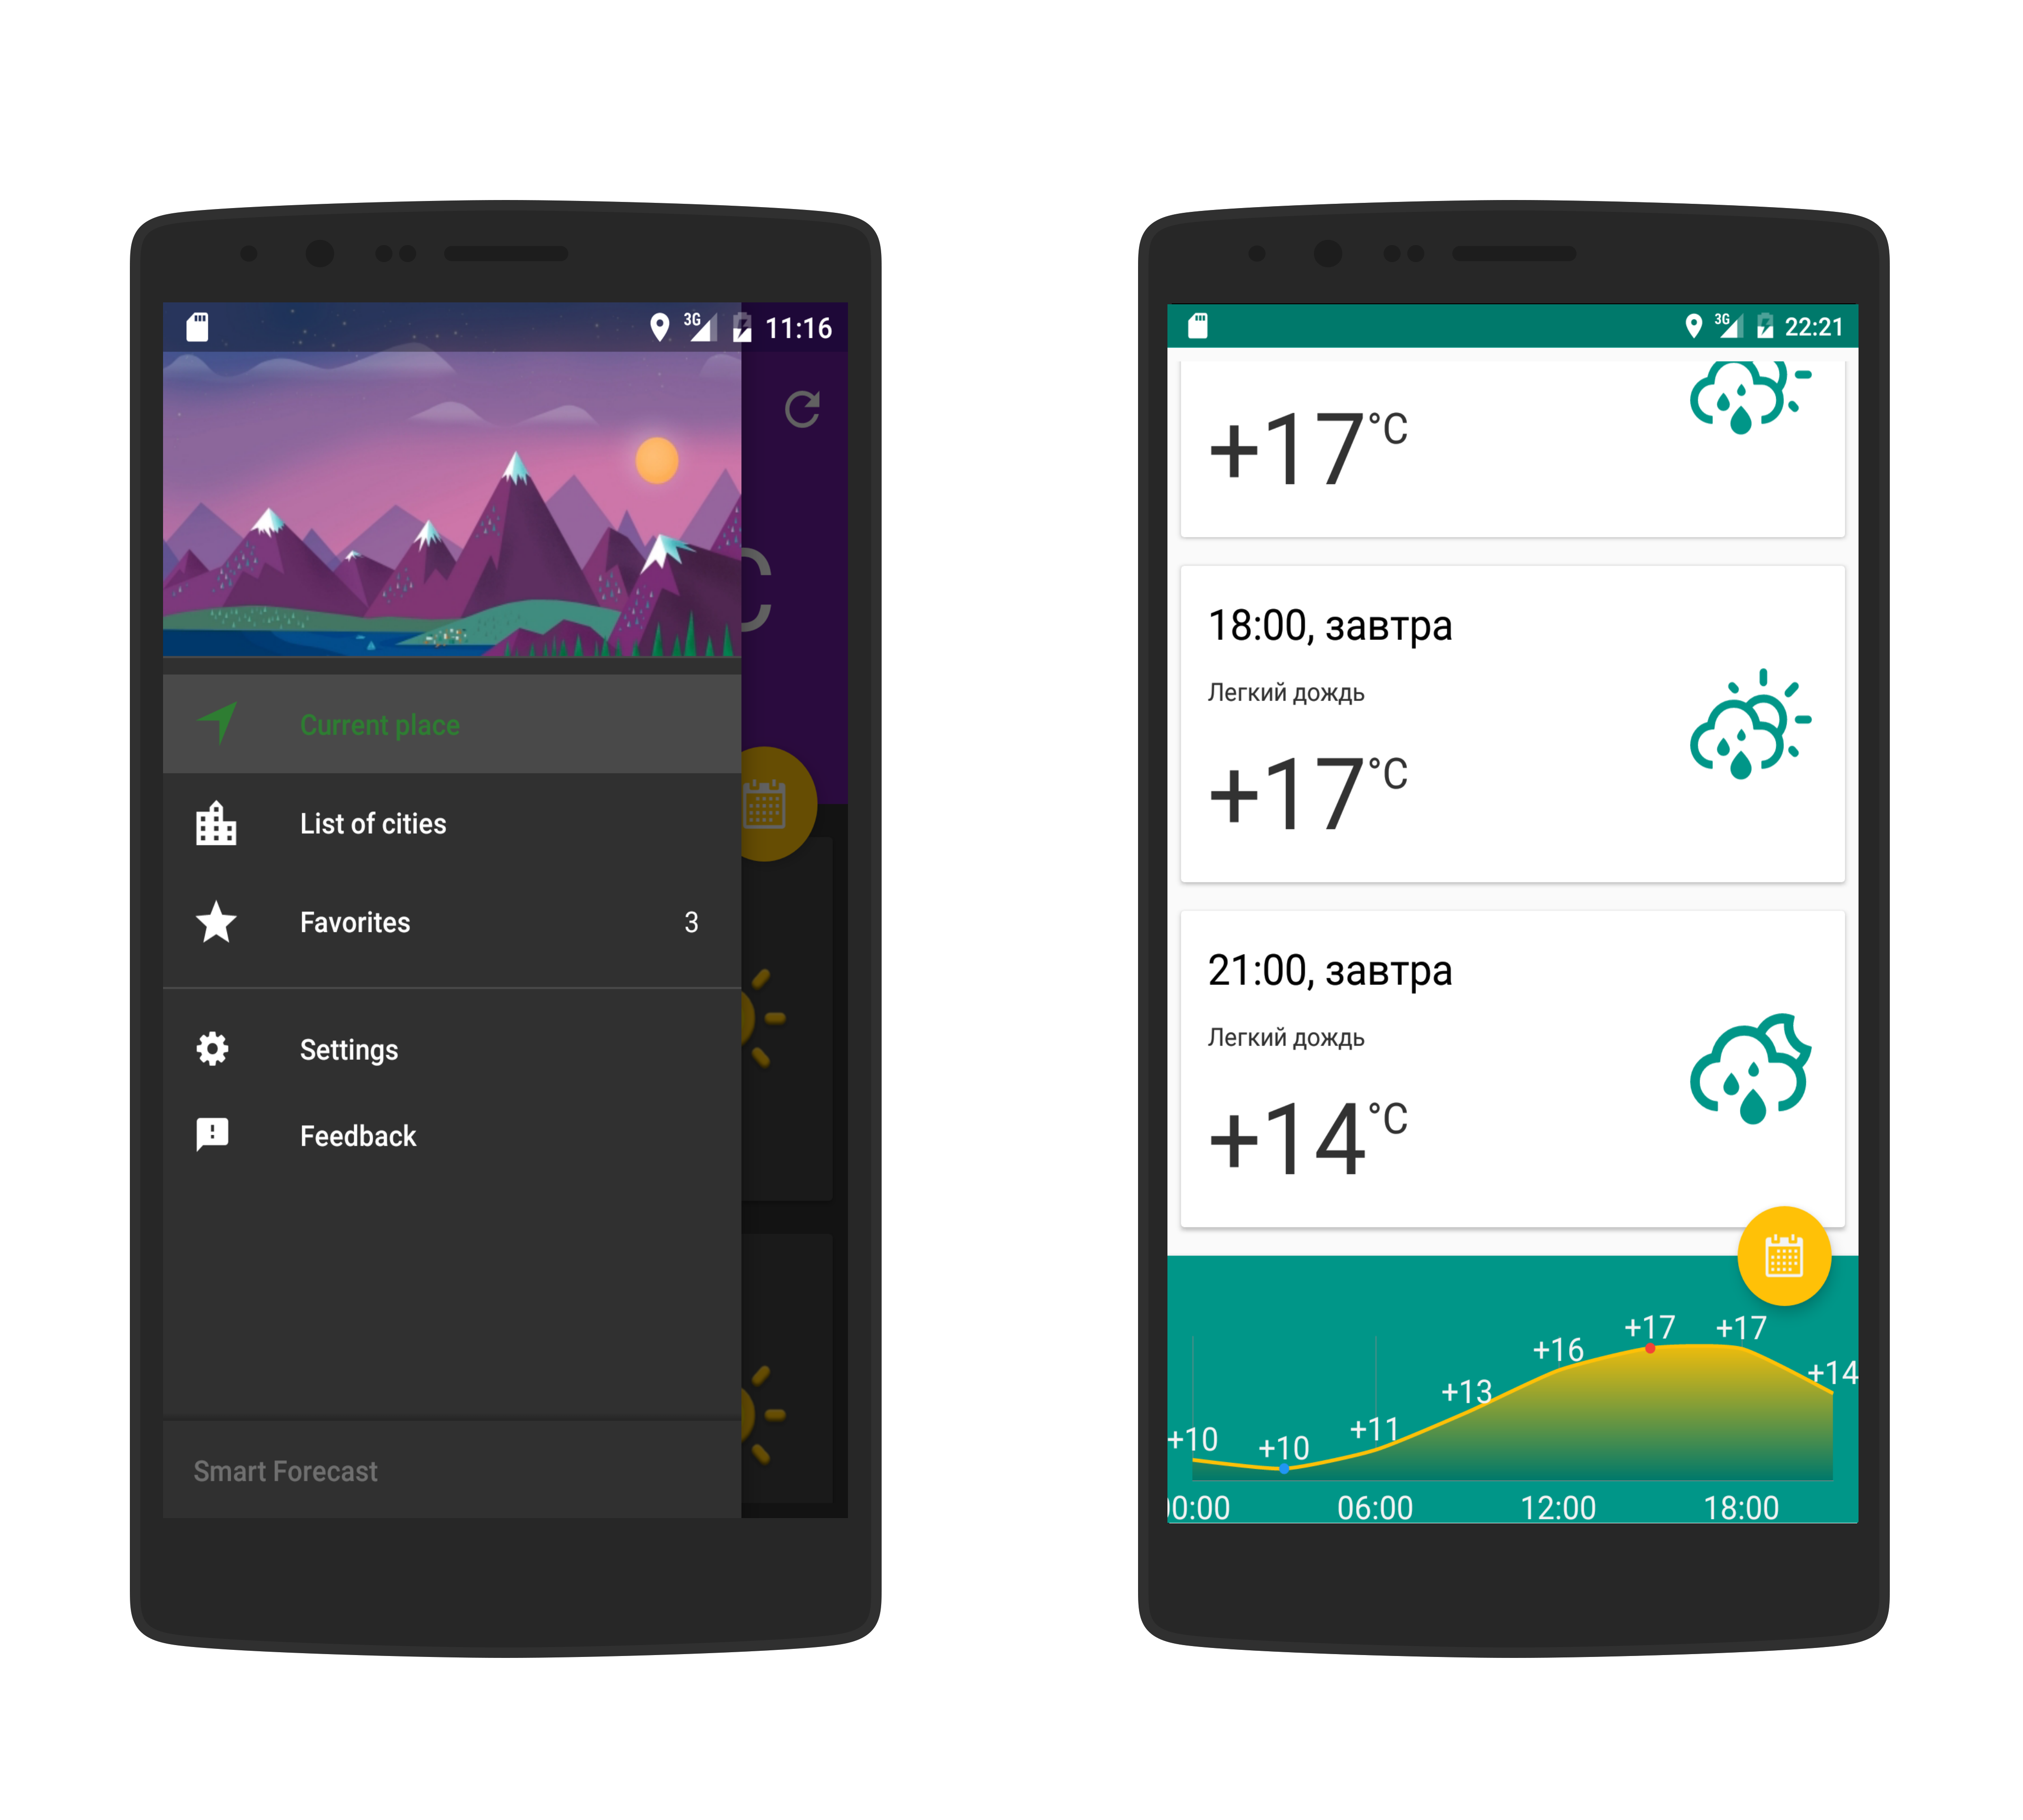 3G 11:16
C
Current place
List of cities
Favorites 3
Settings
Feedback
Smart Forecast
3G 22:21
+17°C
18:00, завтра
Легкий дождь
+17°C
21:00, завтра
Легкий дождь
+14°C
+10 +10 +11 +13 +16 +17 +17 +14
00:00 06:00 12:00 18:00